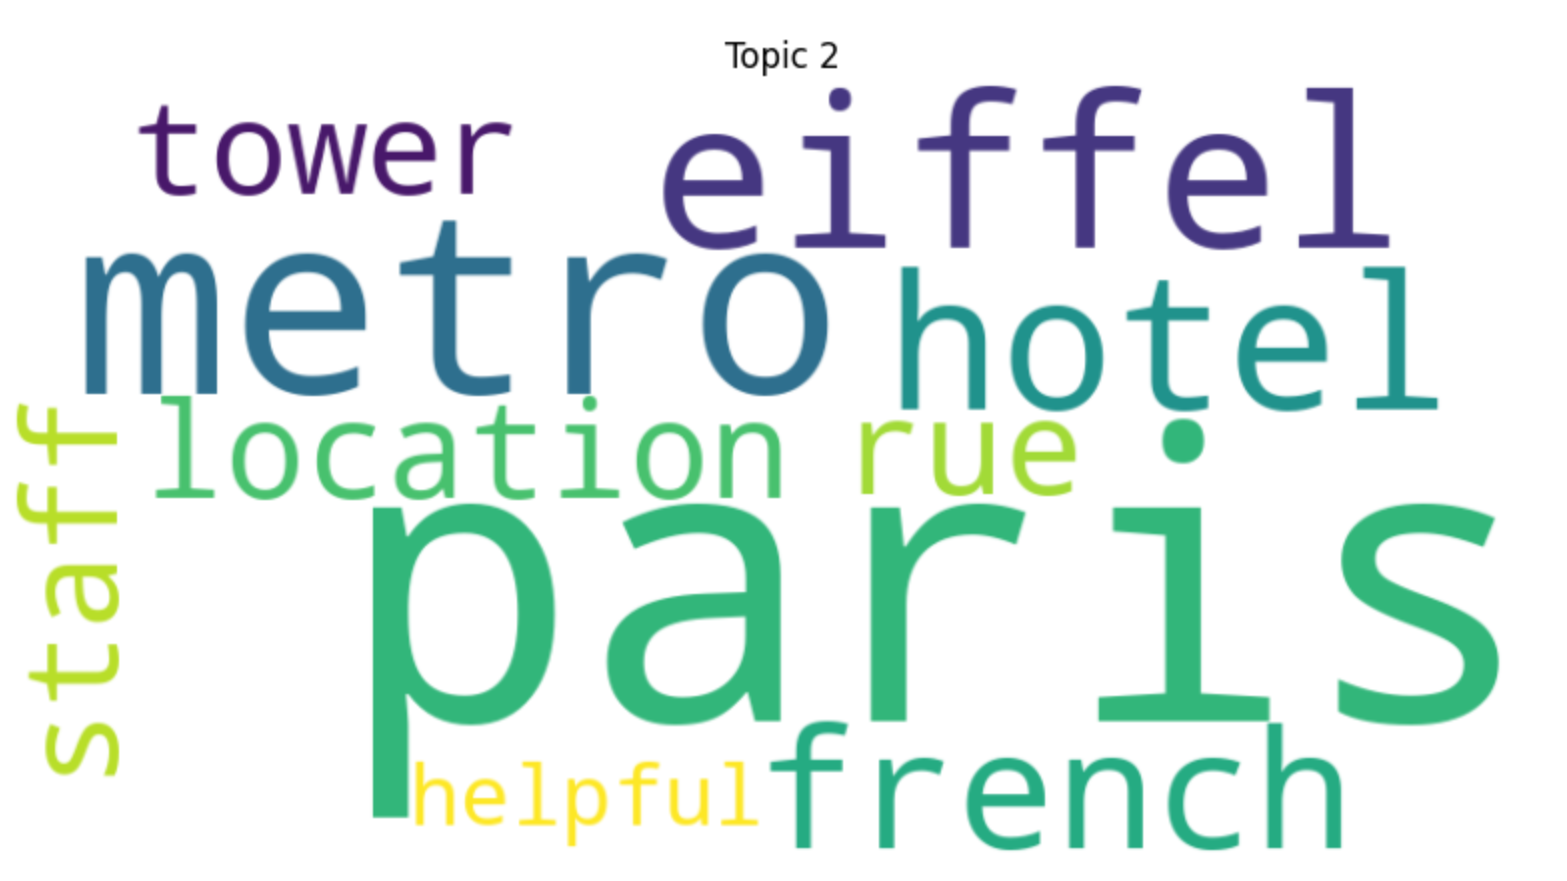 Topic 2
tower
eiffel
metro
hotel
location
rue
staff
paris
helpful
french